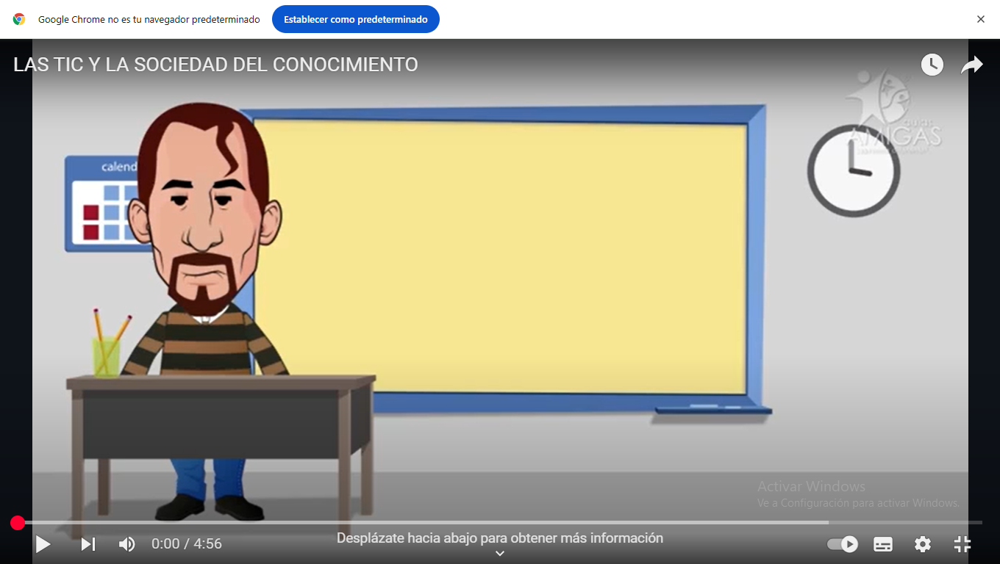 Google Chrome no es tu navegador predeterminado
Establecer como predeterminado
LAS TIC Y LA SOCIEDAD DEL CONOCIMIENTO
guías
AMIGAS
calend
Activar Windows
Ve a Configuración para activar Windows.
Desplázate hacia abajo para obtener más información
0:00 / 4:56